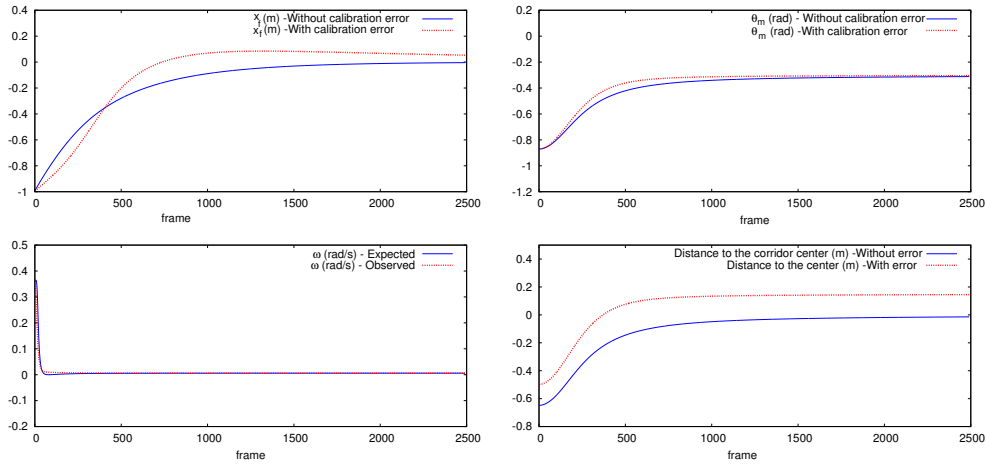 x_f (m) -Without calibration error
x_f (m) -With calibration error
0.4
0.2
0
-0.2
-0.4
-0.6
-0.8
-1
0 500 1000 1500 2000 2500
frame
θ_m (rad) -Without calibration error
θ_m (rad) -With calibration error
0.4
0.2
0
-0.2
-0.4
-0.6
-0.8
-1
-1.2
0 500 1000 1500 2000 2500
frame
ω (rad/s) - Expected
ω (rad/s) - Observed
0.5
0.4
0.3
0.2
0.1
0
-0.1
-0.2
0 500 1000 1500 2000 2500
frame
Distance to the corridor center (m) -Without error
Distance to the center (m) -With error
0.6
0.4
0.2
0
-0.2
-0.4
-0.6
-0.8
0 500 1000 1500 2000 2500
frame